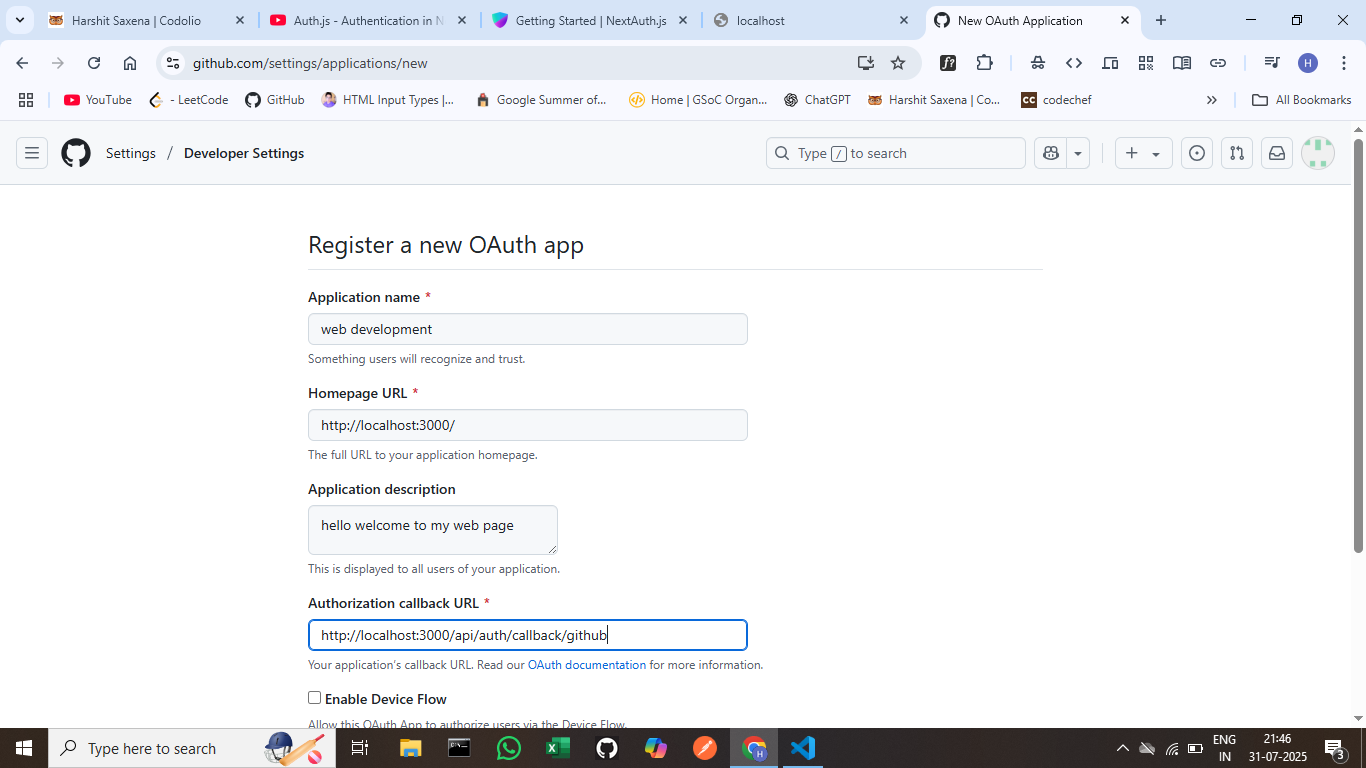 Harshit Saxena | Codolio
Auth.js - Authentication in N
Getting Started | NextAuth.js
localhost
New OAuth Application
github.com/settings/applications/new
f?
H
YouTube
- LeetCode
GitHub
HTML Input Types |...
Google Summer of...
Home | GSoC Organ...
ChatGPT
Harshit Saxena | Co...
CC
codechef
All Bookmarks
Settings / Developer Settings
Type / to search
Register a new OAuth app
Application name *
web development
Something users will recognize and trust.
Homepage URL *
http://localhost:3000/
The full URL to your application homepage.
Application description
hello welcome to my web page
This is displayed to all users of your application.
Authorization callback URL *
http://localhost:3000/api/auth/callback/github
Your application's callback URL. Read our OAuth documentation for more information.
Enable Device Flow
Allow this OAuth App to authorize users via the Device Flow.
Type here to search
H
ENG
IN
21:46
31-07-2025
3